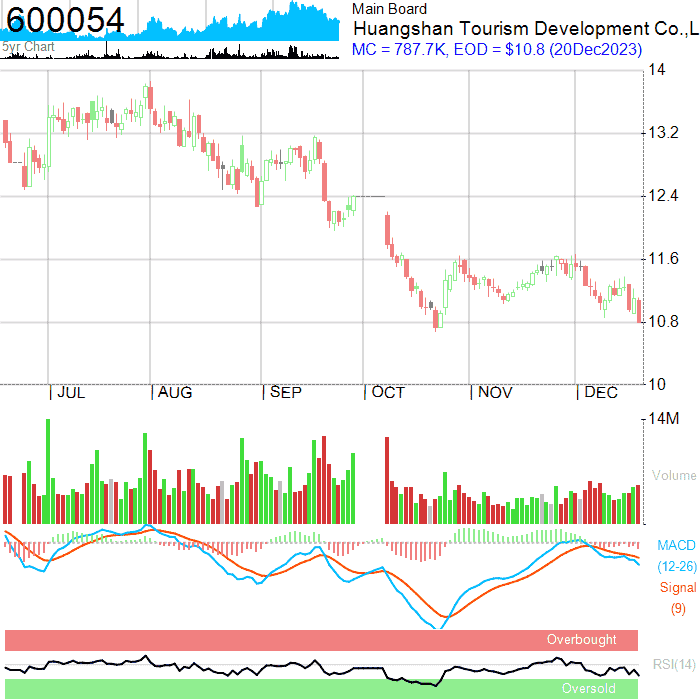 600054
5yr Chart
Main Board
Huangshan Tourism Development Co.,L
MC = 787.7K, EOD = $10.8 (20Dec2023)
14
13.2
12.4
11.6
10.8
10
| JUL | AUG | SEP | OCT | NOV | DEC
14M
Volume
MACD
(12-26)
Signal
(9)
Overbought
RSI(14)
Oversold